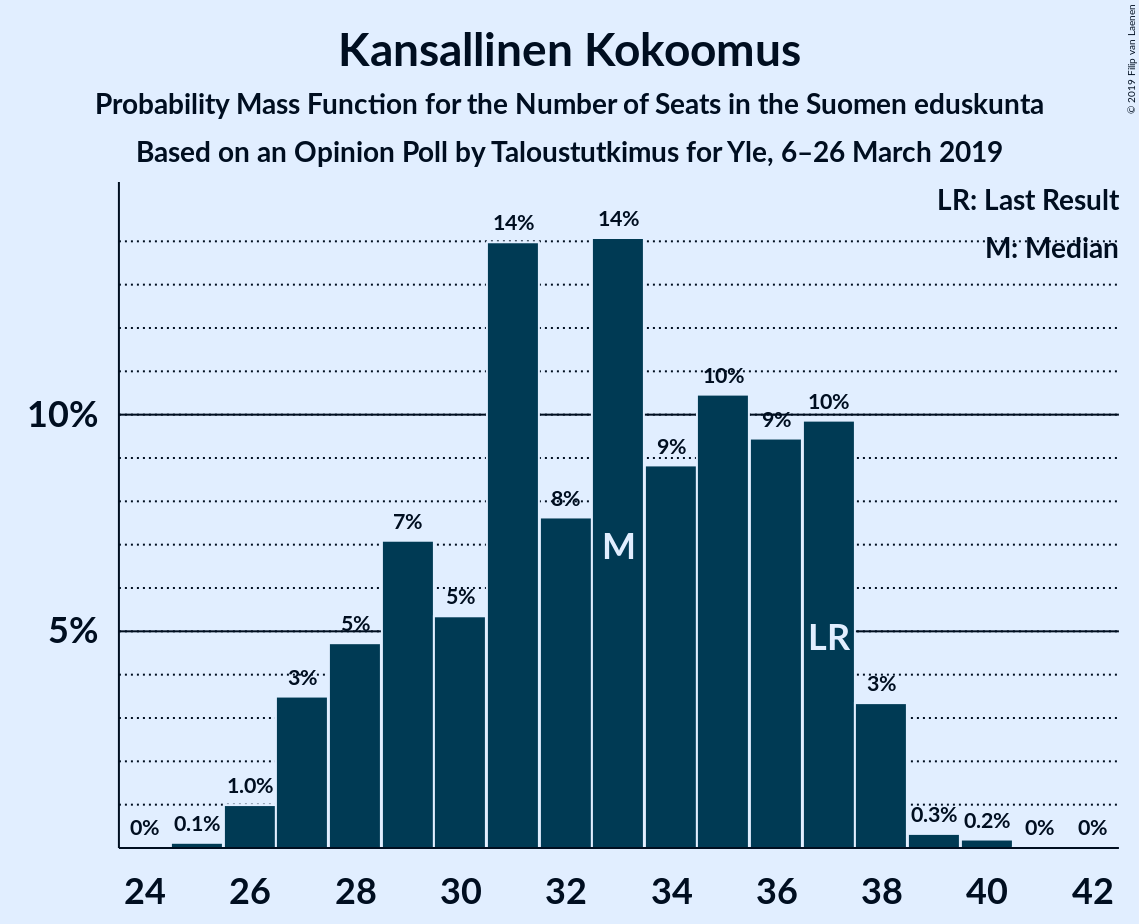 Kansallinen Kokoomus
Probability Mass Function for the Number of Seats in the Suomen eduskunta
Based on an Opinion Poll by Taloustutkimus for Yle, 6–26 March 2019
© 2019 Filip van Laenen
LR: Last Result
M: Median
10%
5%
0%
0.1%
1.0%
3%
5%
7%
5%
14%
8%
14%
9%
10%
9%
10%
3%
0.3%
0.2%
0%
0%
M
LR
24 26 28 30 32 34 36 38 40 42